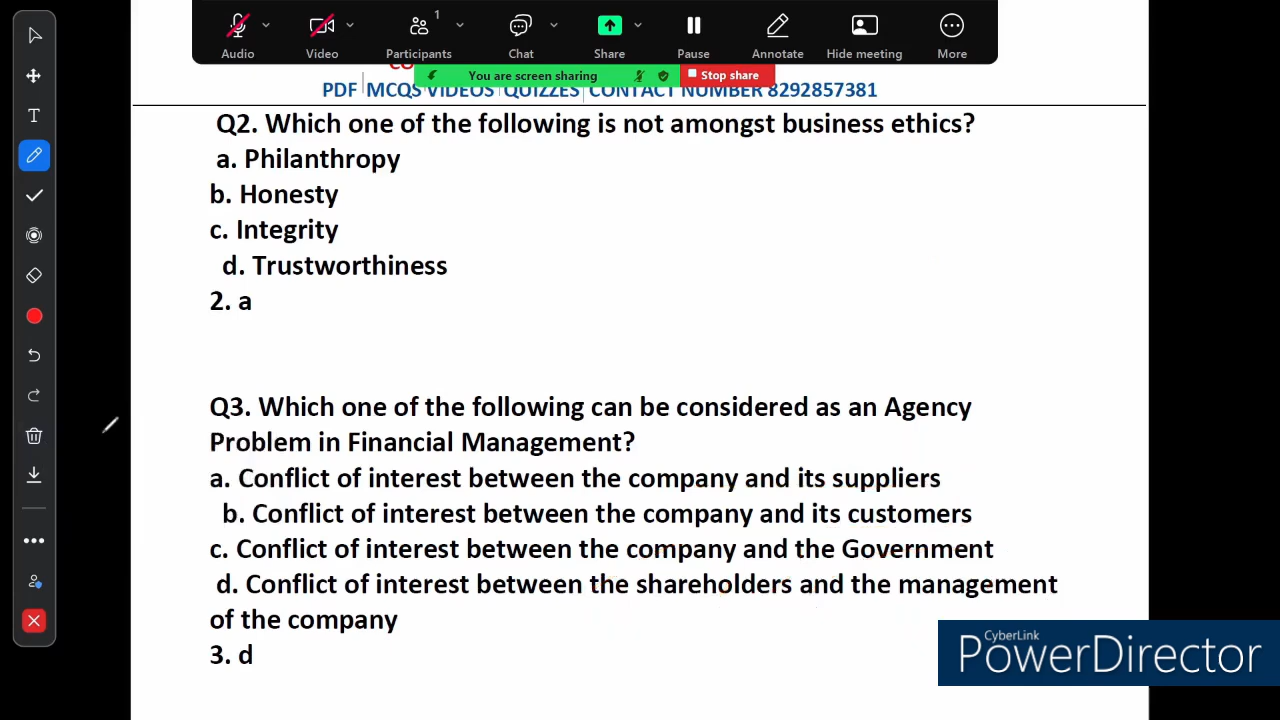 1
Audio Video Participants Chat Share Pause Annotate Hide meeting More
You are screen sharing Stop share
PDF MCQS VIDEOS QUIZZES CONTACT NUMBER 8292857381
T
Q2. Which one of the following is not amongst business ethics?
a. Philanthropy
b. Honesty
c. Integrity
d. Trustworthiness
2. a
Q3. Which one of the following can be considered as an Agency
Problem in Financial Management?
a. Conflict of interest between the company and its suppliers
b. Conflict of interest between the company and its customers
c. Conflict of interest between the company and the Government
d. Conflict of interest between the shareholders and the management
of the company
3. d
CyberLink
PowerDirector